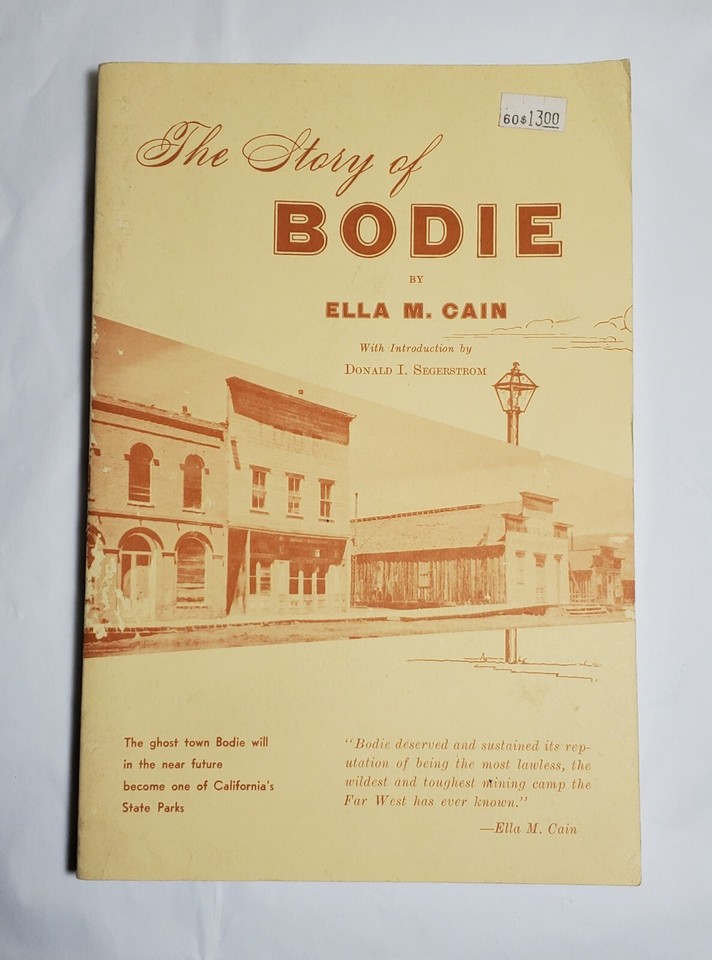 60$13.00
The Story of
BODIE
BY
ELLA M. CAIN
With Introduction by
DONALD I. SEGERSTROM
The ghost town Bodie will
in the near future
become one of California's
State Parks
"Bodie deserved and sustained its rep-
utation of being the most lawless, the
wildest and toughest mining camp the
Far West has ever known."
—Ella M. Cain